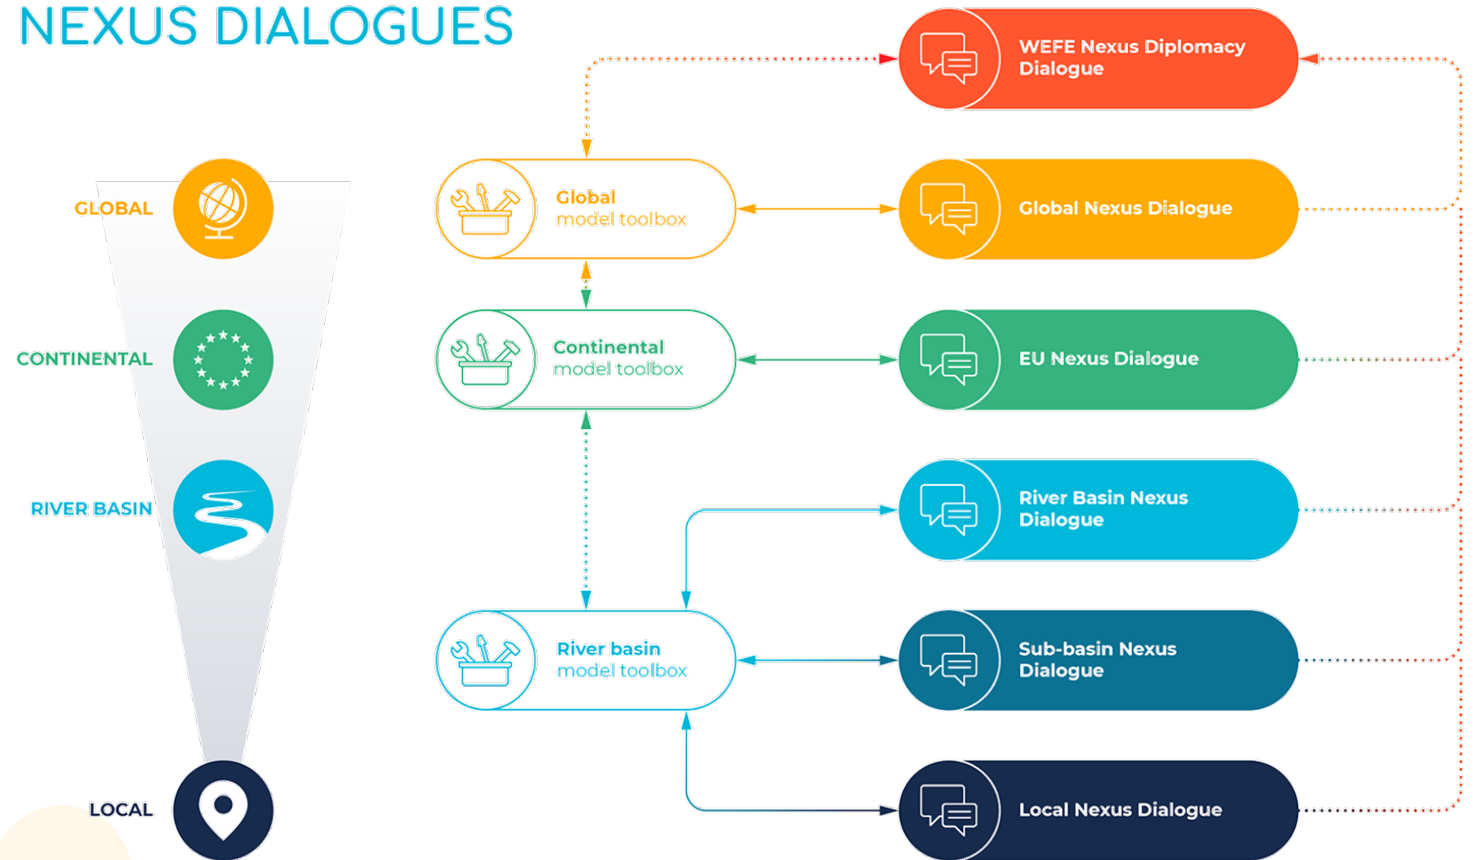 NEXUS DIALOGUES
WEFE Nexus Diplomacy
Dialogue
GLOBAL
Global
model toolbox
Global Nexus Dialogue
CONTINENTAL
Continental
model toolbox
EU Nexus Dialogue
RIVER BASIN
River Basin Nexus
Dialogue
River basin
model toolbox
Sub-basin Nexus
Dialogue
LOCAL
Local Nexus Dialogue